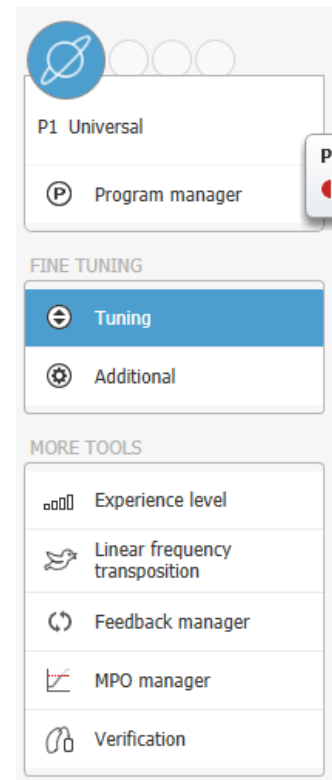 P1 Universal
P
Program manager
FINE TUNING
Tuning
Additional
MORE TOOLS
Experience level
Linear frequency
transposition
Feedback manager
MPO manager
Verification